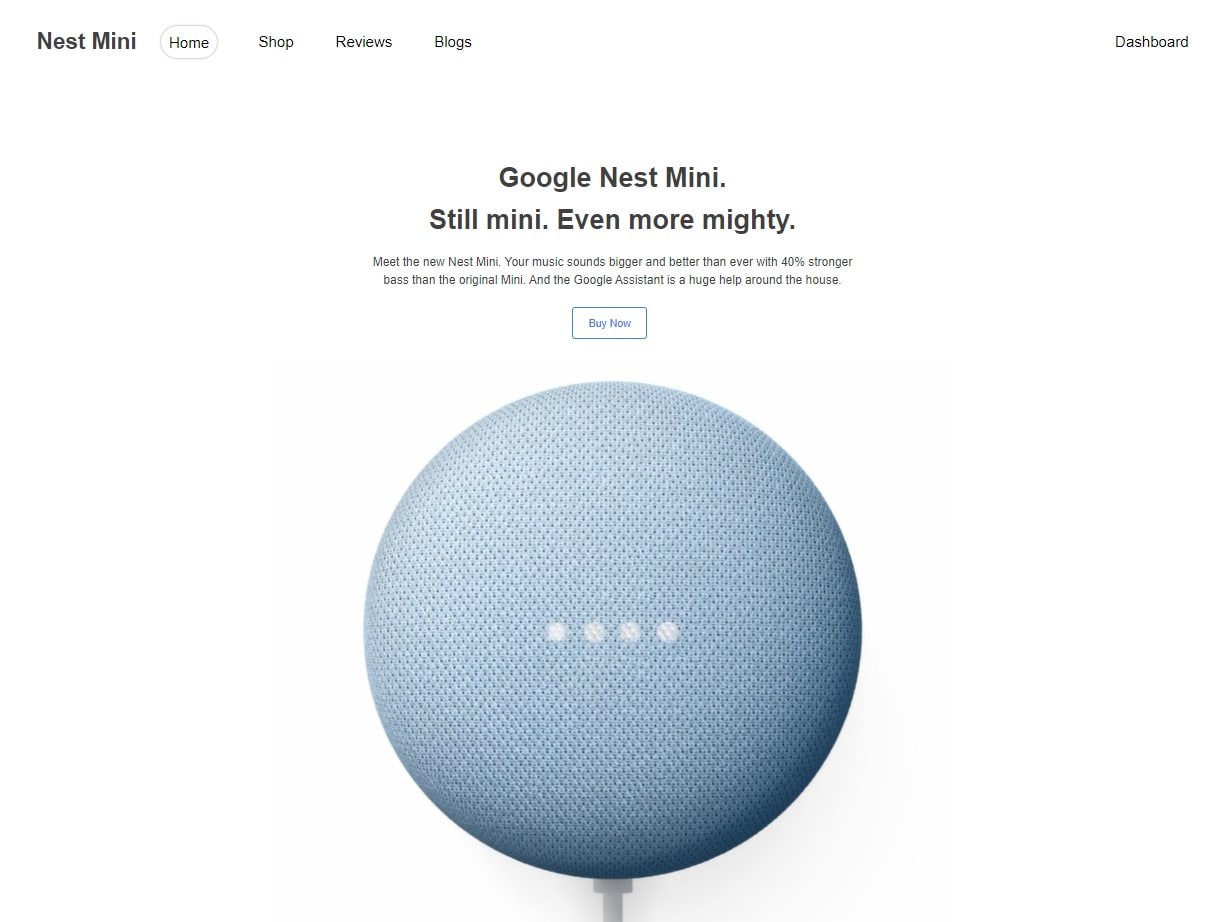 Nest Mini Home Shop Reviews Blogs Dashboard
Google Nest Mini.
Still mini. Even more mighty.
Meet the new Nest Mini. Your music sounds bigger and better than ever with 40% stronger
bass than the original Mini. And the Google Assistant is a huge help around the house.
Buy Now